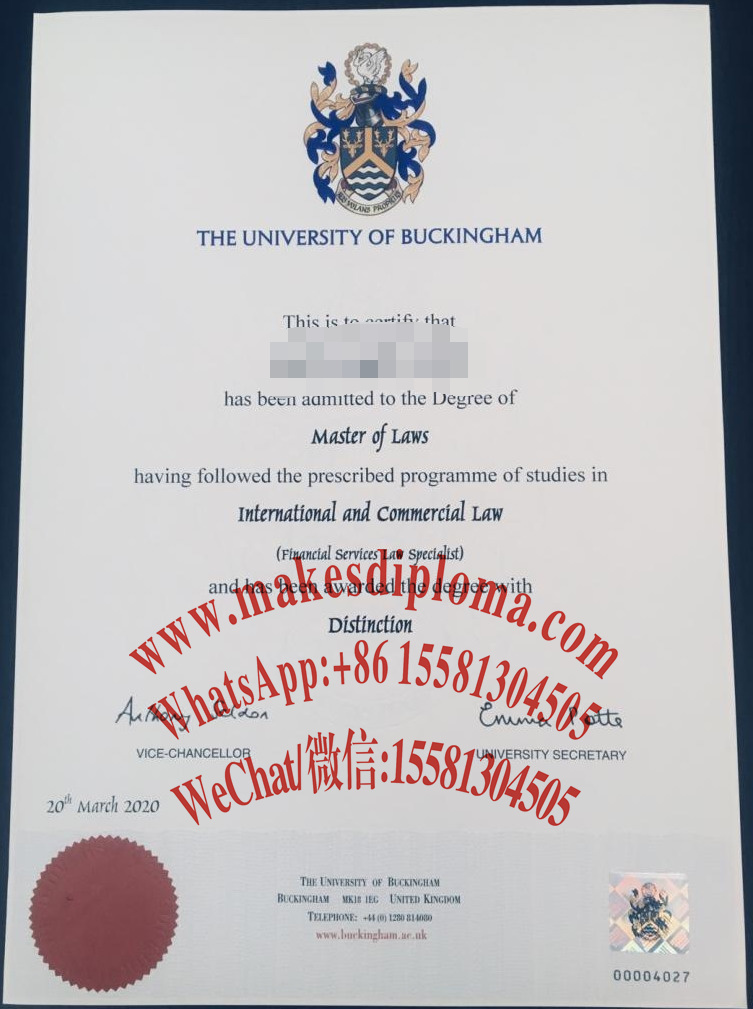 THE UNIVERSITY OF BUCKINGHAM
This is to certify that
has been admitted to the Degree of
Master of Laws
having followed the prescribed programme of studies in
International and Commercial Law
(Financial Services Law Specialist)
and has been awarded the degree with
www.makesdiploma.com
Distinction
WhatsApp:+86 15581304505
VICE-CHANCELLOR
UNIVERSITY SECRETARY
WeChat/微信:15581304505
20th March 2020
THE UNIVERSITY OF BUCKINGHAM
BUCKINGHAM MK18 1EG UNITED KINGDOM
TELEPHONE: +44 (0) 1280 814080
www.buckingham.ac.uk
00004027